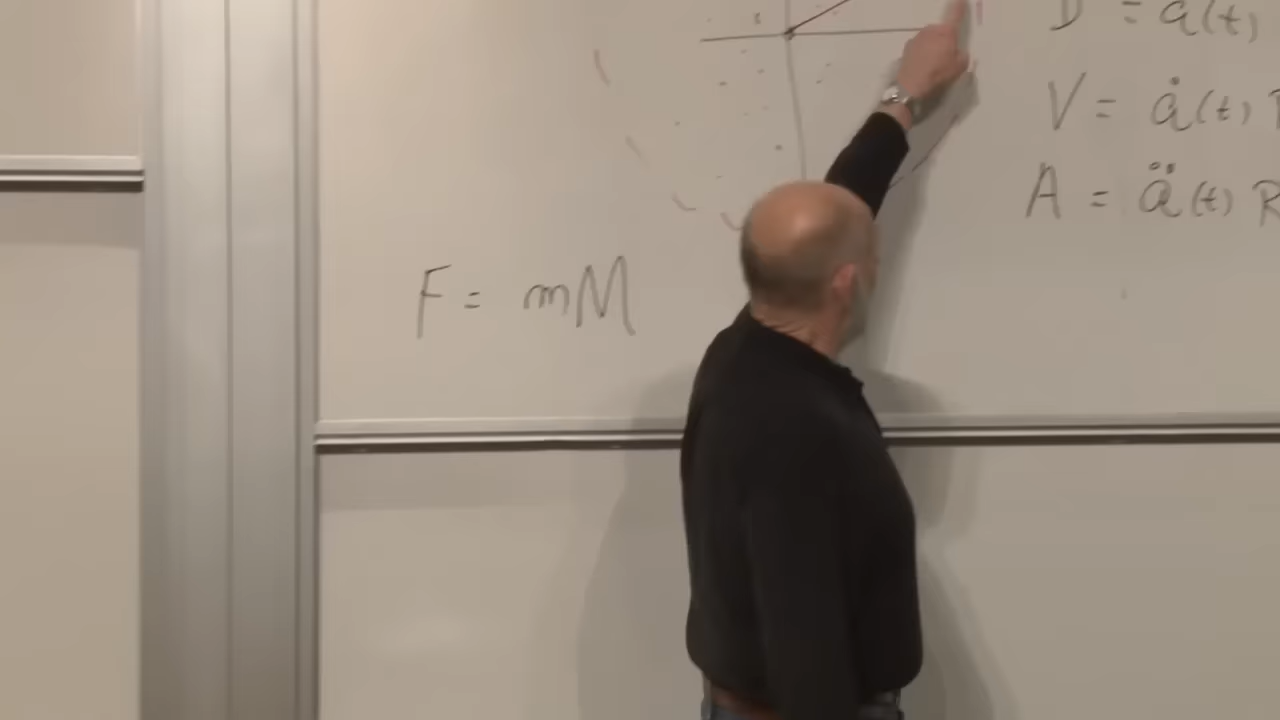 D = a(t)
V = ȧ(t)
A = ä(t) R
F = mM